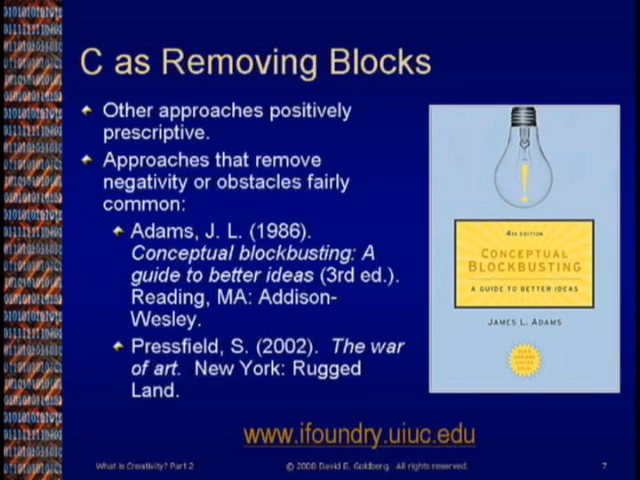 C as Removing Blocks
Other approaches positively
prescriptive.
Approaches that remove
negativity or obstacles fairly
common:
Adams, J. L. (1986).
Conceptual blockbusting: A
guide to better ideas (3rd ed.).
Reading, MA: Addison-
Wesley.
Pressfield, S. (2002). The war
of art. New York: Rugged
Land.
4TH EDITION
CONCEPTUAL
BLOCKBUSTING
A GUIDE TO BETTER IDEAS
JAMES L. ADAMS
www.ifoundry.uiuc.edu
What is Creativity? Part 2
© 2008 David E. Goldberg All rights reserved.
7